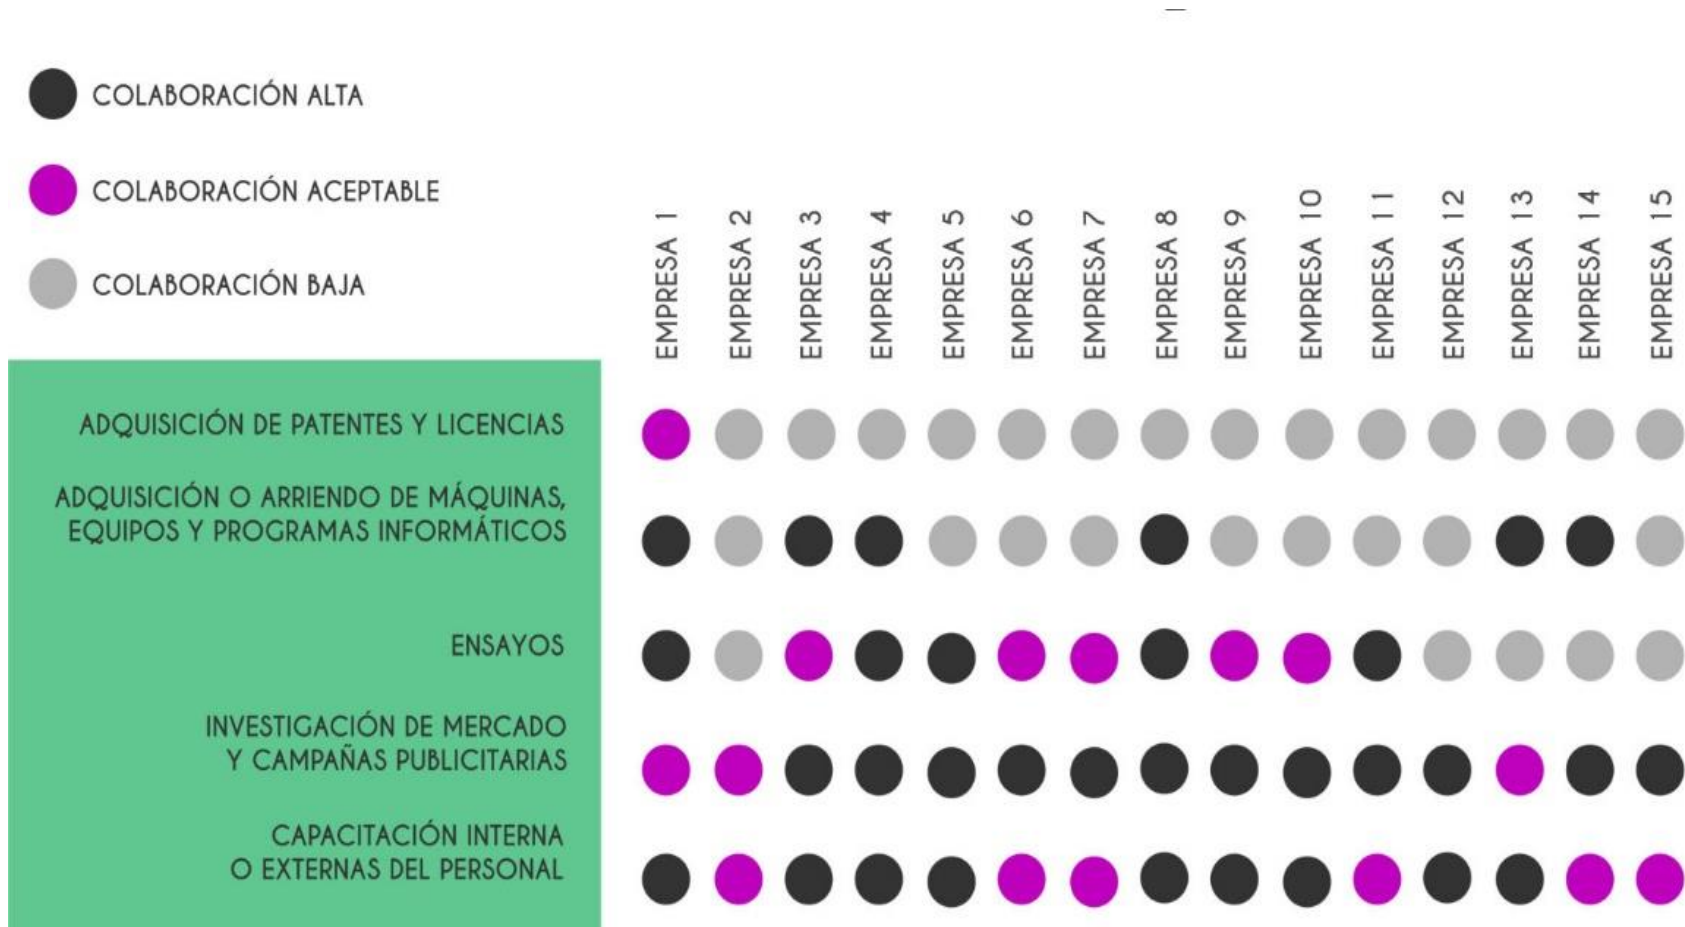 COLABORACIÓN ALTA
COLABORACIÓN ACEPTABLE
COLABORACIÓN BAJA
EMPRESA 1
EMPRESA 2
EMPRESA 3
EMPRESA 4
EMPRESA 5
EMPRESA 6
EMPRESA 7
EMPRESA 8
EMPRESA 9
EMPRESA 10
EMPRESA 11
EMPRESA 12
EMPRESA 13
EMPRESA 14
EMPRESA 15
ADQUISICIÓN DE PATENTES Y LICENCIAS
ADQUISICIÓN O ARRIENDO DE MÁQUINAS,
EQUIPOS Y PROGRAMAS INFORMÁTICOS
ENSAYOS
INVESTIGACIÓN DE MERCADO
Y CAMPAÑAS PUBLICITARIAS
CAPACITACIÓN INTERNA
O EXTERNAS DEL PERSONAL